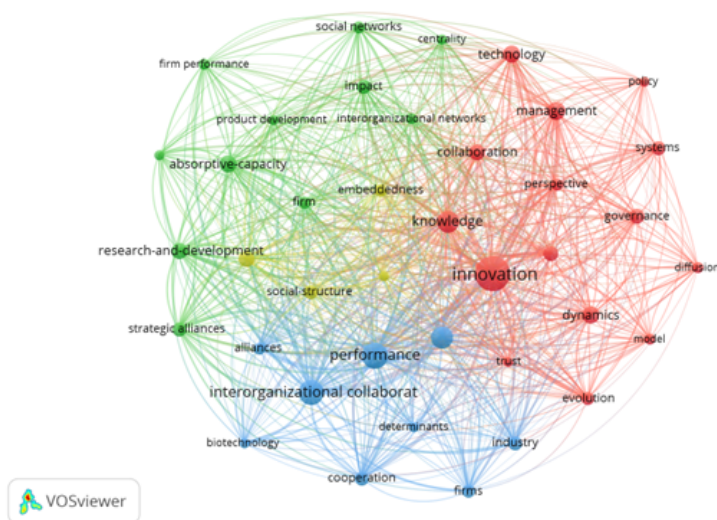 social networks
centrality
technology
firm performance
impact
policy
product development
interorganizational networks
management
absorptive-capacity
collaboration
systems
embeddedness
perspective
firm
knowledge
governance
research-and-development
innovation
diffusion
social-structure
dynamics
strategic alliances
alliances
performance
model
trust
interorganizational collaborat
evolution
determinants
biotechnology
industry
cooperation
firms
VOSviewer